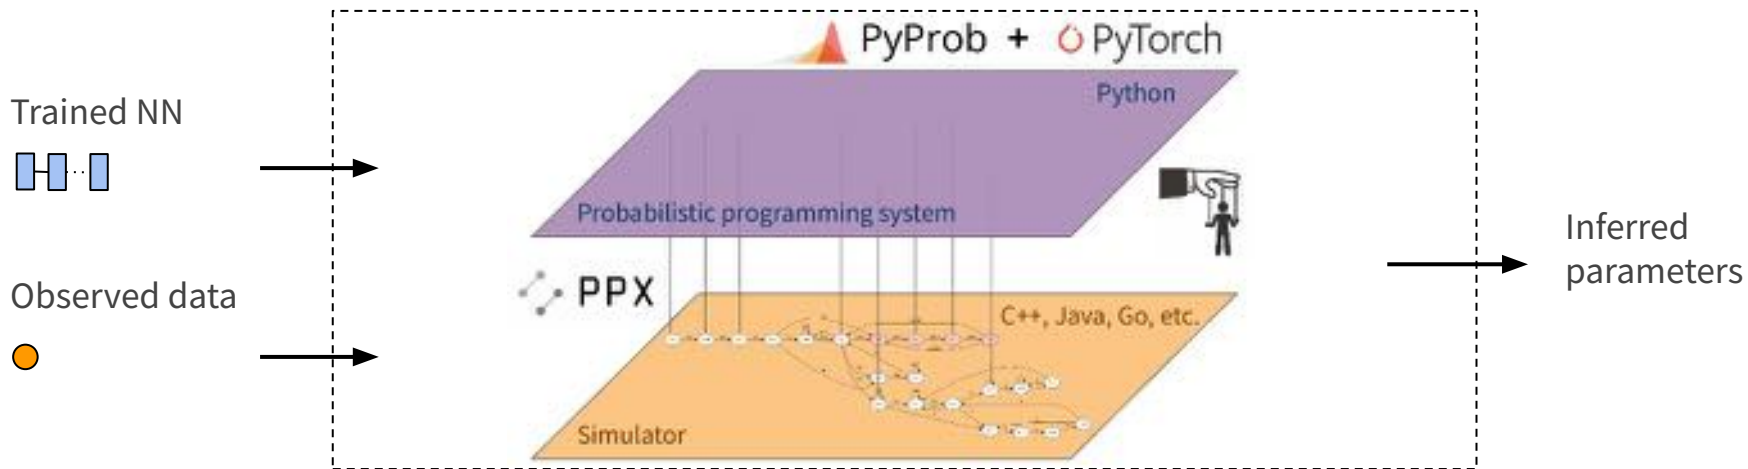 PyProb + PyTorch
Python
Trained NN
Probabilistic programming system
Inferred
parameters
PPX
Observed data
C++, Java, Go, etc.
Simulator